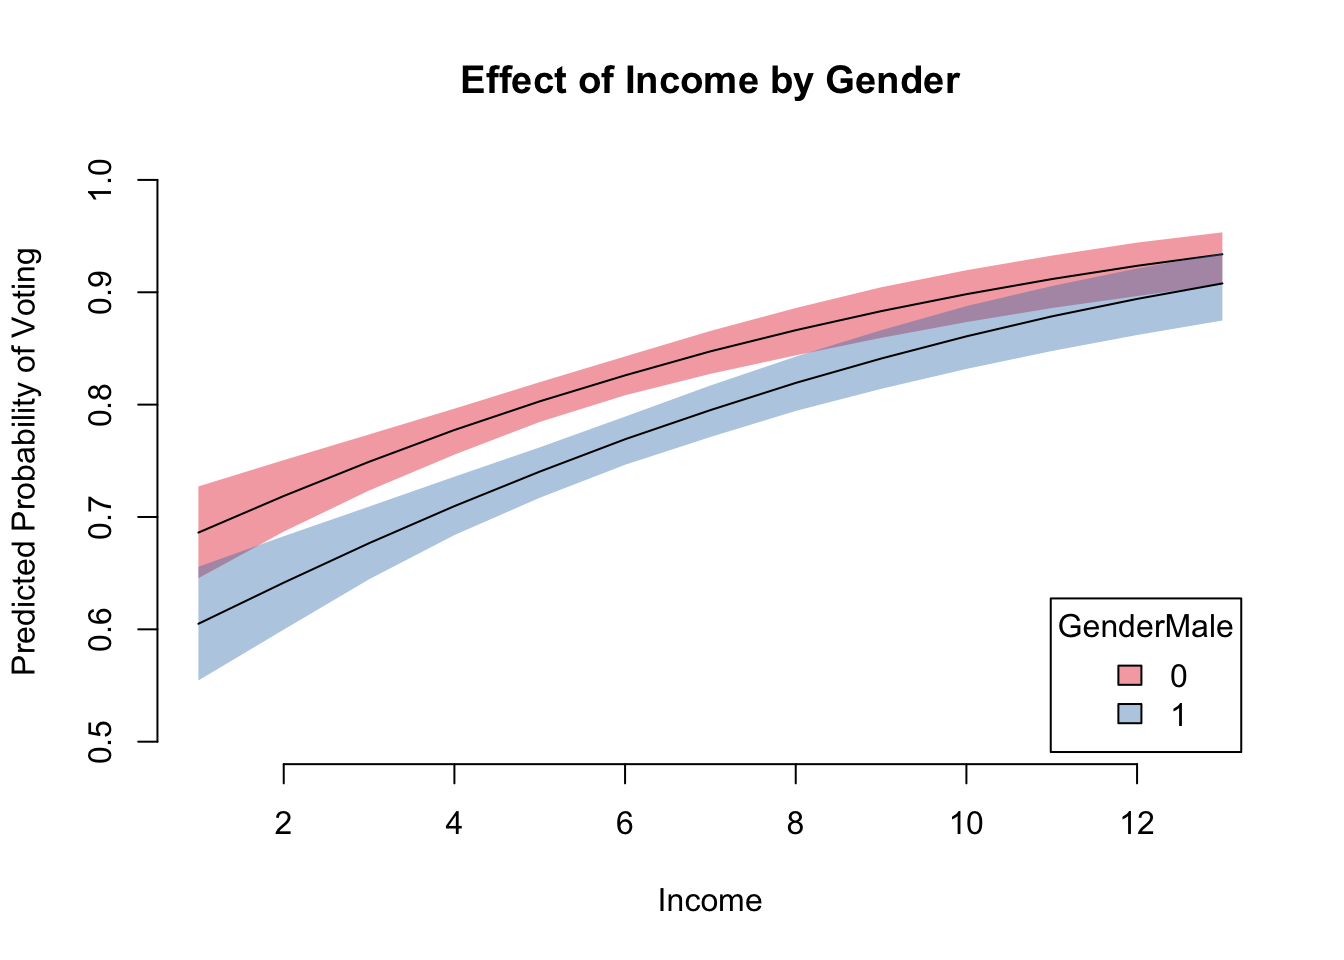 Effect of Income by Gender
Predicted Probability of Voting
1.0
0.9
0.8
0.7
0.6
0.5
GenderMale
0
1
2 4 6 8 10 12
Income